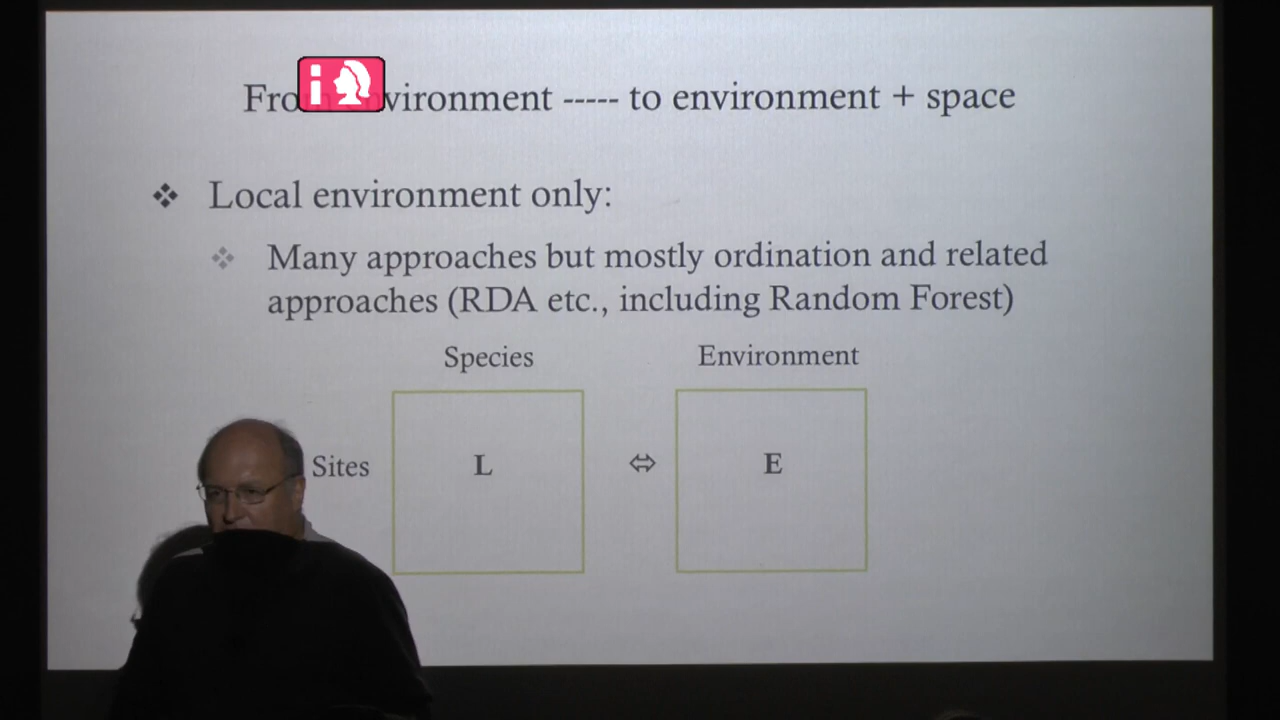 Fro vironment ----- to environment + space
Local environment only:
Many approaches but mostly ordination and related
approaches (RDA etc., including Random Forest)
Species Environment
Sites L ⇔ E